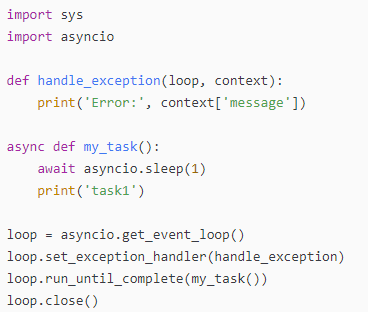 import sys
import asyncio

def handle_exception(loop, context):
    print('Error:', context['message'])

async def my_task():
    await asyncio.sleep(1)
    print('task1')

loop = asyncio.get_event_loop()
loop.set_exception_handler(handle_exception)
loop.run_until_complete(my_task())
loop.close()